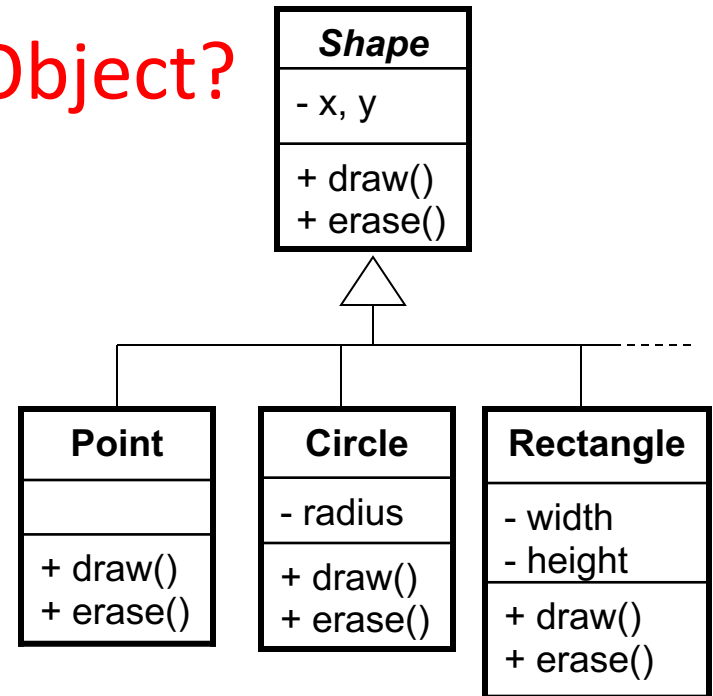 Object?
Shape
- x, y
+ draw()
+ erase()
Point
+ draw()
+ erase()
Circle
- radius
+ draw()
+ erase()
Rectangle
- width
- height
+ draw()
+ erase()